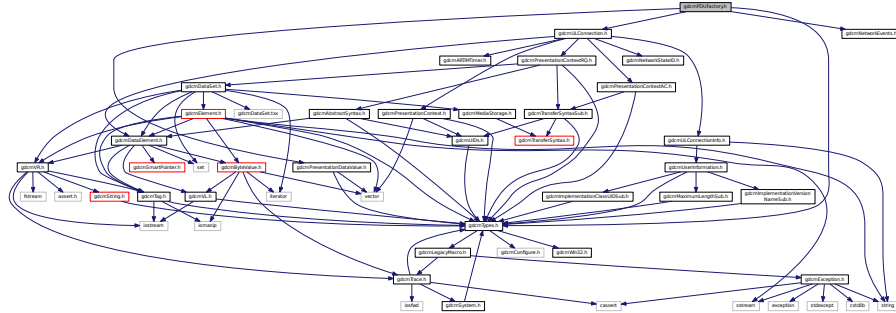 gdcmPDUFactory.h
gdcmULConnection.h
gdcmNetworkEvents.h
gdcmARTIMTimer.h
gdcmPresentationContextRQ.h
gdcmNetworkStateID.h
gdcmDataSet.h
gdcmPresentationContextAC.h
gdcmElement.h
gdcmDataSet.txx
gdcmAbstractSyntax.h
gdcmPresentationContext.h
gdcmMediaStorage.h
gdcmTransferSyntaxSub.h
gdcmDataElement.h
gdcmUIDs.h
gdcmTransferSyntax.h
gdcmULConnectionInfo.h
gdcmVR.h
gdcmSmartPointer.h
set
gdcmByteValue.h
gdcmPresentationDataValue.h
gdcmUserInformation.h
fstream
assert.h
gdcmString.h
gdcmTag.h
gdcmVL.h
iterator
vector
gdcmImplementationClassUIDSub.h
gdcmMaximumLengthSub.h
gdcmImplementationVersion
NameSub.h
iostream
iomanip
gdcmTypes.h
gdcmLegacyMacro.h
gdcmConfigure.h
gdcmWin32.h
gdcmTrace.h
gdcmException.h
iosfwd
gdcmSystem.h
cassert
sstream
exception
stdexcept
cstdlib
string